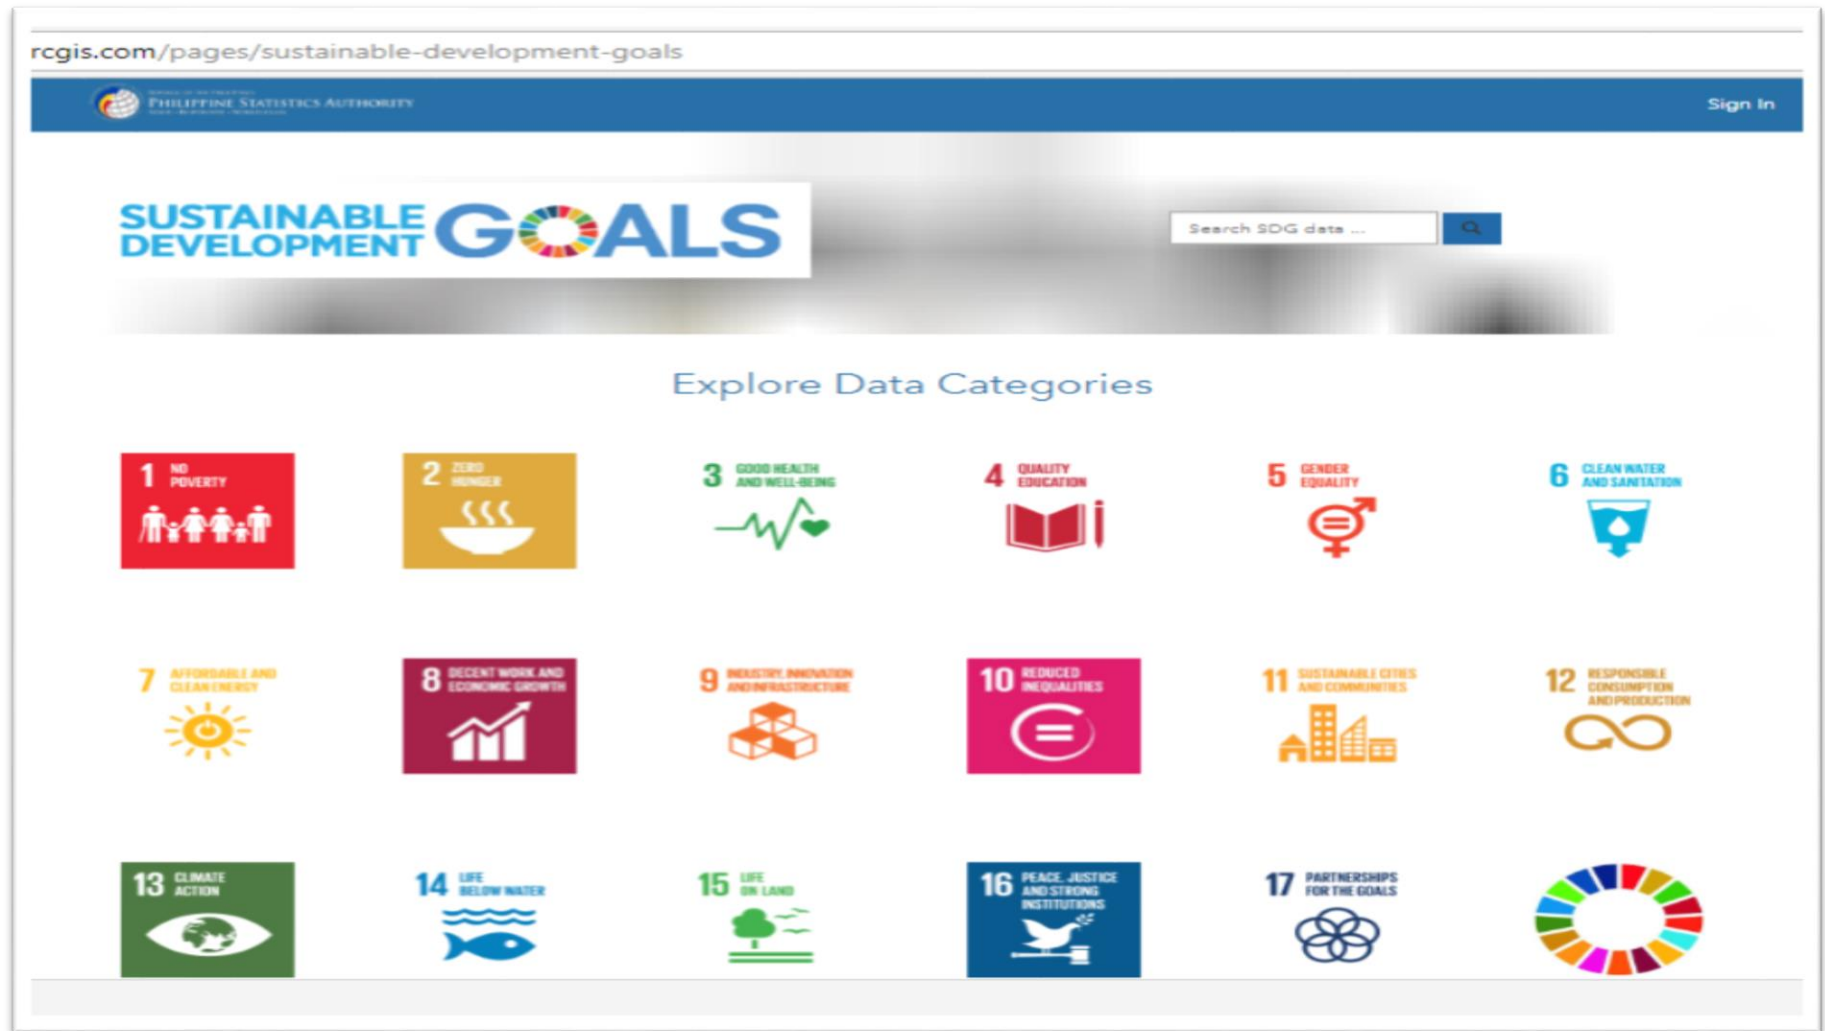 rcgis.com/pages/sustainable-development-goals
PHILIPPINE STATISTICS AUTHORITY
Sign In
SUSTAINABLE
DEVELOPMENT
GOALS
Search SDG data ...
Explore Data Categories
1 NO
POVERTY
2 ZERO
HUNGER
3 GOOD HEALTH
AND WELL-BEING
4 QUALITY
EDUCATION
5 GENDER
EQUALITY
6 CLEAN WATER
AND SANITATION
7 AFFORDABLE AND
CLEAN ENERGY
8 DECENT WORK AND
ECONOMIC GROWTH
9 INDUSTRY, INNOVATION
AND INFRASTRUCTURE
10 REDUCED
INEQUALITIES
11 SUSTAINABLE CITIES
AND COMMUNITIES
12 RESPONSIBLE
CONSUMPTION
AND PRODUCTION
13 CLIMATE
ACTION
14 LIFE
BELOW WATER
15 LIFE
ON LAND
16 PEACE, JUSTICE
AND STRONG
INSTITUTIONS
17 PARTNERSHIPS
FOR THE GOALS